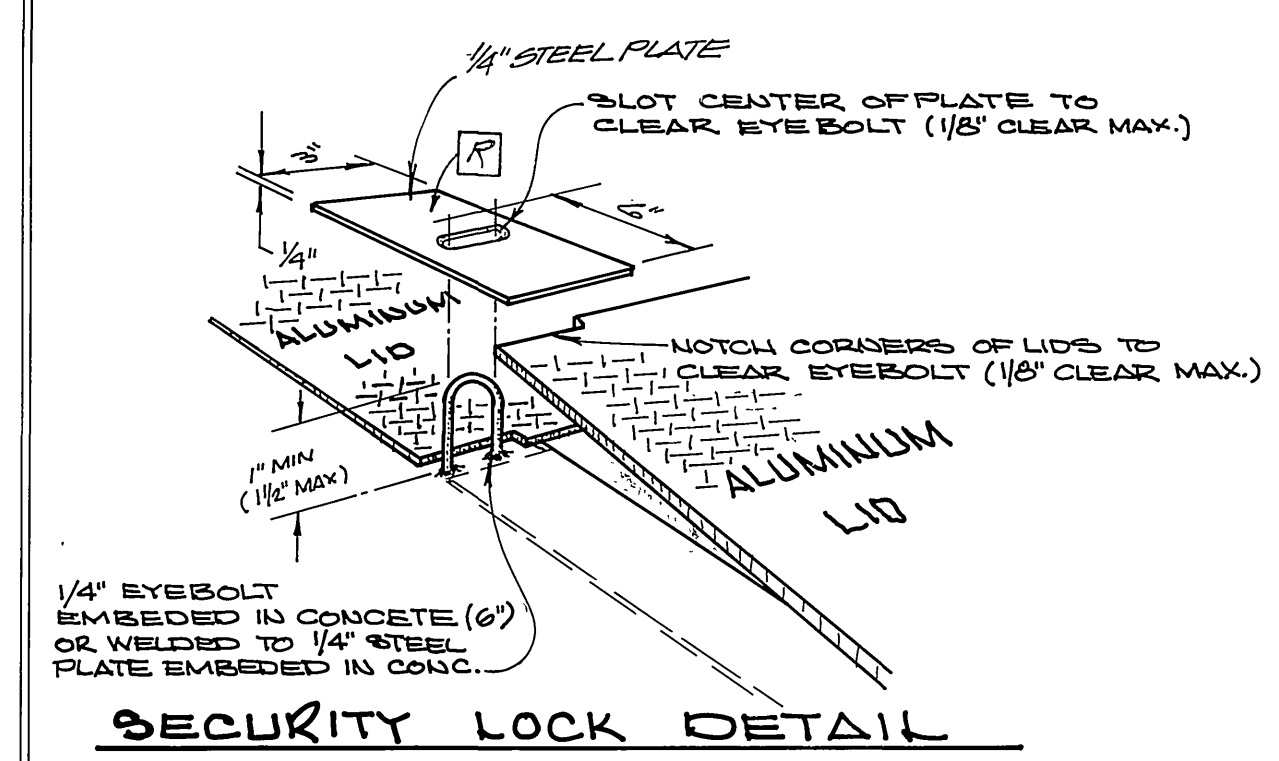 1/4" STEEL PLATE
SLOT CENTER OF PLATE TO
CLEAR EYEBOLT (1/8" CLEAR MAX.)
R
3"
6"
1/4"
ALUMINUM
LID
NOTCH CORNERS OF LIDS TO
CLEAR EYEBOLT (1/8" CLEAR MAX.)
ALUMINUM
LID
1" MIN
(1 1/2" MAX)
1/4" EYEBOLT
EMBEDED IN CONCETE (6")
OR WELDED TO 1/4" STEEL
PLATE EMBEDED IN CONC.
SECURITY LOCK DETAIL